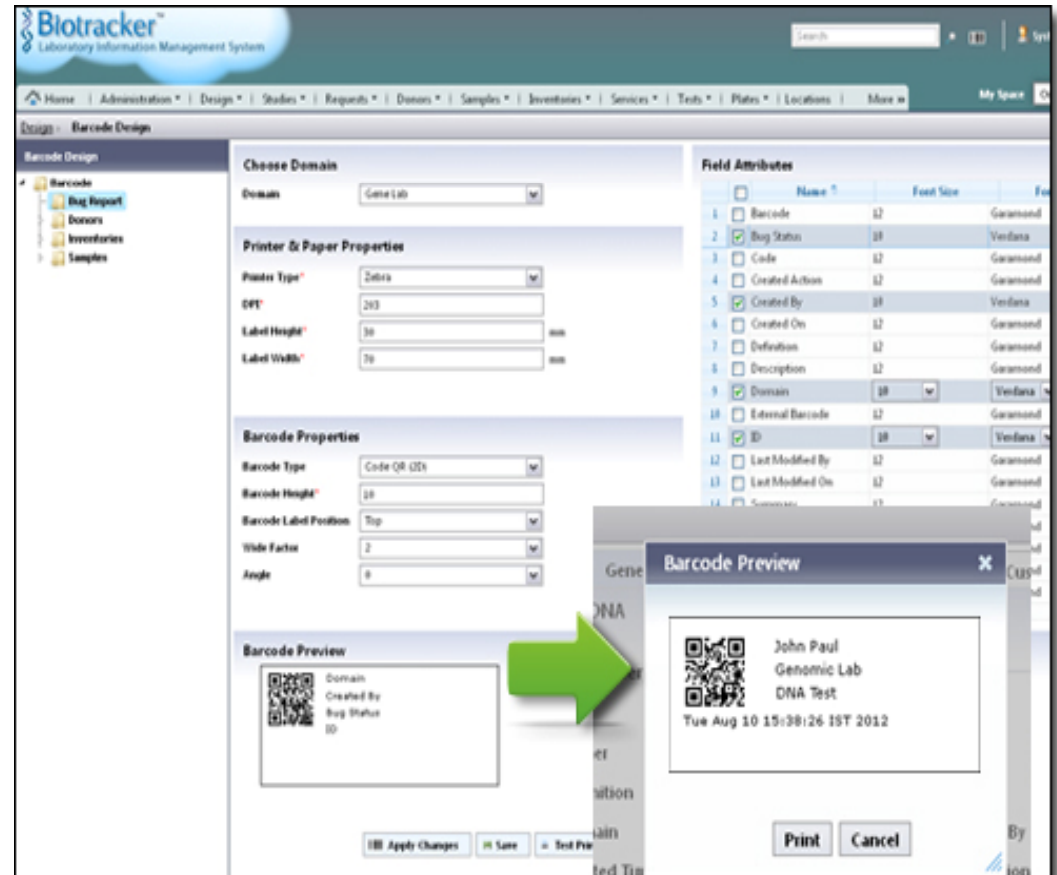 Biotracker™
Laboratory Information Management System
Search
Home | Administration | Design | Studies | Requests | Donors | Samples | Inventories | Services | Tests | Plates | Locations | More »
My Space
Design Barcode Design
Barcode Design
Barcode
Bug Report
Donors
Inventories
Samples
Choose Domain
Domain Gene Lab
Printer & Paper Properties
Printer Type* Zebra
DPI* 203
Label Height* 30 mm
Label Width* 70 mm
Barcode Properties
Barcode Type Code QR (2D)
Barcode Height* 10
Barcode Label Position Top
Wide Factor 2
Angle 0
Barcode Preview
Domain
Created By
Bug Status
ID
Apply Changes Save
Field Attributes
Name Font Size
1 Barcode 12 Garamond
2 Bug Status 10 Verdana
3 Code 12 Garamond
4 Created Action 12 Garamond
5 Created By 10 Verdana
6 Created On 12 Garamond
7 Definition 12 Garamond
8 Description 12 Garamond
9 Domain 10 Verdana
10 External Barcode 12 Garamond
11 ID 10 Verdana
12 Last Modified By 12 Garamond
13 Last Modified On 12 Garamond
Barcode Preview
John Paul
Genomic Lab
DNA Test
Tue Aug 10 15:38:26 IST 2012
Print Cancel
Gene
DNA
By